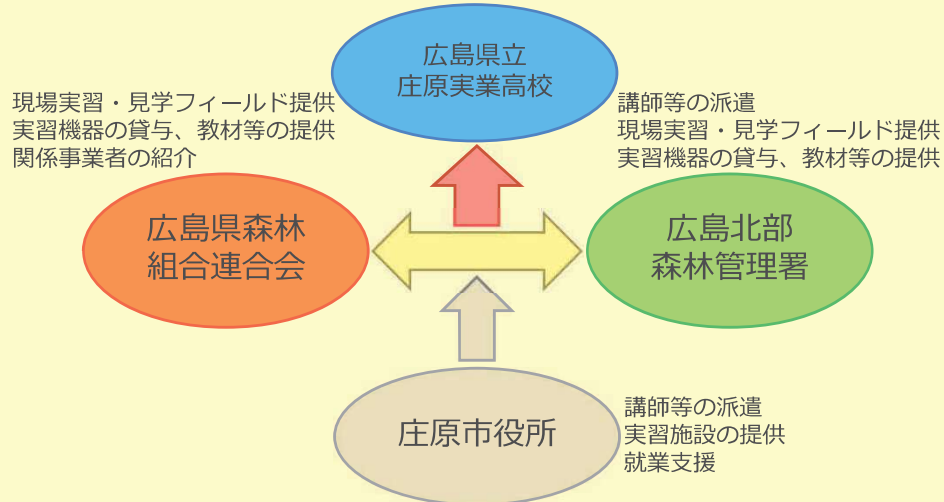 広島県立
庄原実業高校
現場実習・見学フィールド提供
実習機器の貸与、教材等の提供
関係事業者の紹介
講師等の派遣
現場実習・見学フィールド提供
実習機器の貸与、教材等の提供
広島県森林
組合連合会
広島北部
森林管理署
庄原市役所
講師等の派遣
実習施設の提供
就業支援